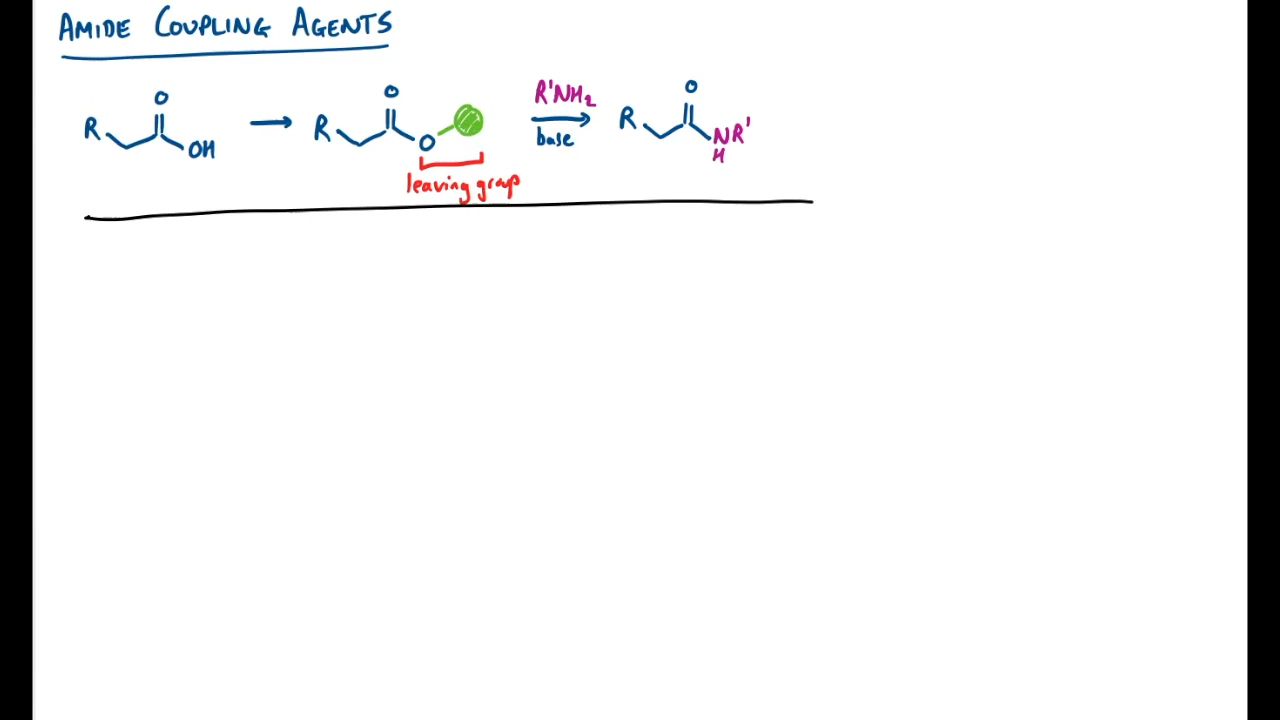 AMIDE COUPLING AGENTS
O O R'NH₂ O
R OH R O base R NR'
H
leaving group